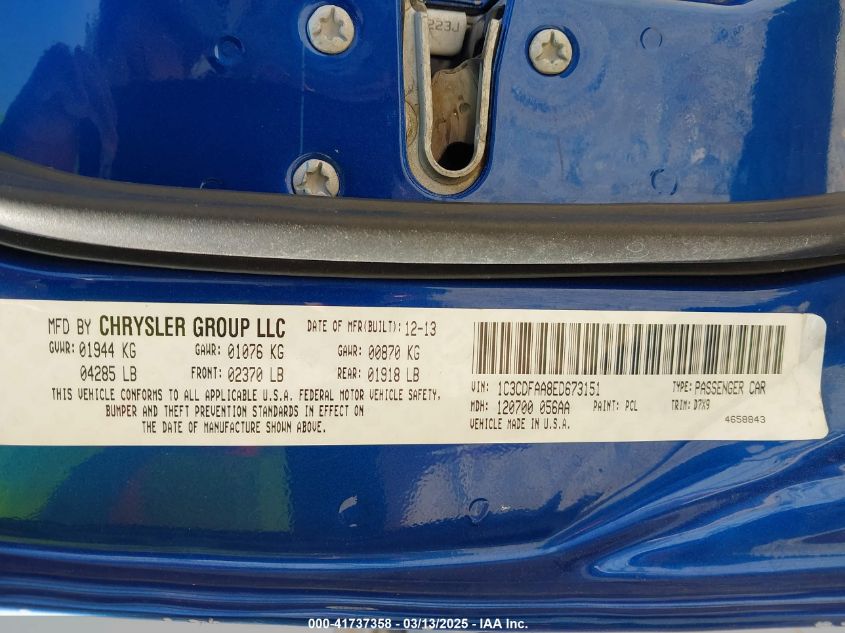 223J
MFD BY CHRYSLER GROUP LLC DATE OF MFR(BUILT): 12-13
GVWR: 01944 KG GAWR: 01076 KG GAWR: 00870 KG
04285 LB FRONT: 02370 LB REAR: 01918 LB
THIS VEHICLE CONFORMS TO ALL APPLICABLE U.S.A. FEDERAL MOTOR VEHICLE SAFETY,
BUMPER AND THEFT PREVENTION STANDARDS IN EFFECT ON
THE DATE OF MANUFACTURE SHOWN ABOVE.
VIN: 1C3CDFAA8ED673151 TYPE: PASSENGER CAR
MDH: 120700 056AA PAINT: PCL TRIM: D7X9
VEHICLE MADE IN U.S.A. 4658843
000-41737358 - 03/13/2025 - IAA Inc.